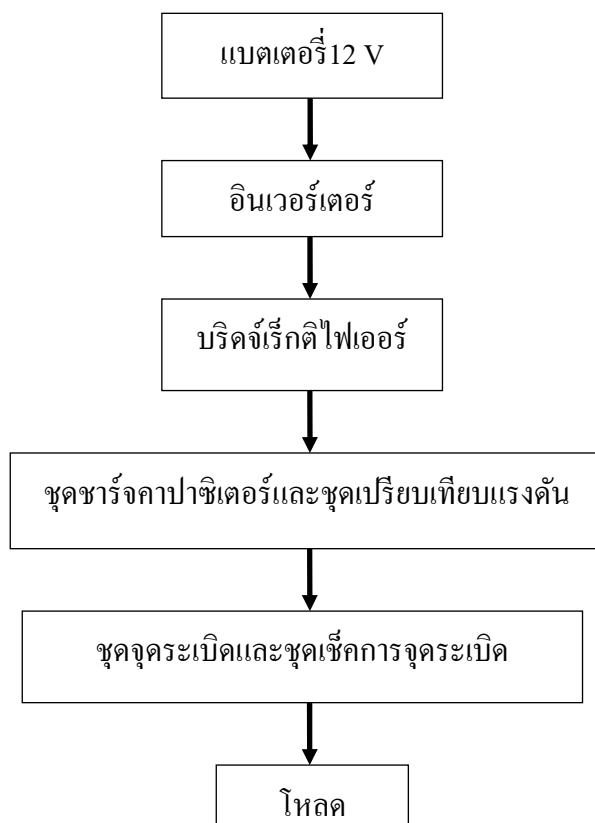 แบตเตอรี่12 V
อินเวอร์เตอร์
บริดจ์เร็กติไฟเออร์
ชุดชาร์จคาปาซิเตอร์และชุดเปรียบเทียบแรงดัน
ชุดจุดระเบิดและชุดเช็คการจุดระเบิด
โหลด